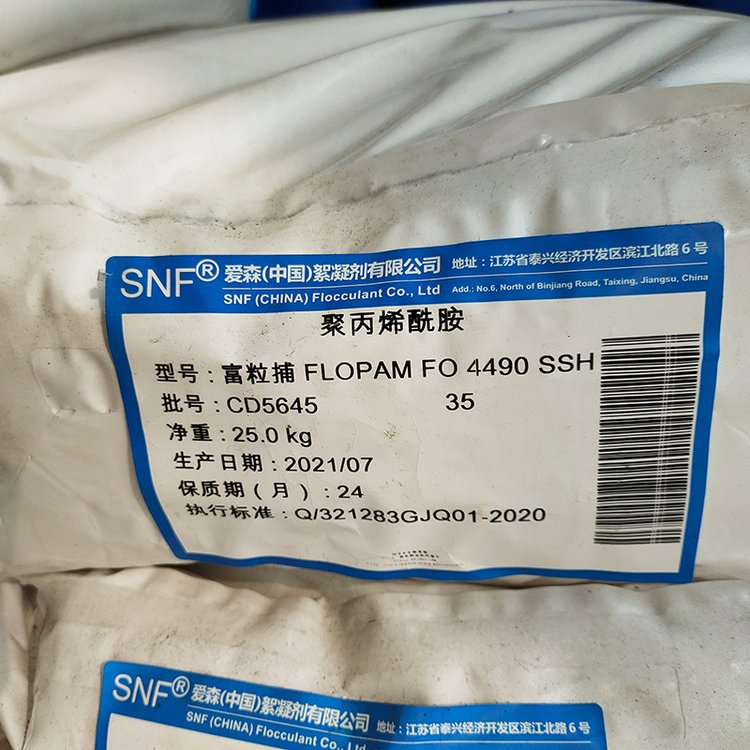 SNF® 爱森(中国)絮凝剂有限公司 地址：江苏省泰兴经济开发区滨江北路6号
SNF (CHINA) Flocculant Co., Ltd Add.: No.6, North of Binjiang Road, Taixing, Jiangsu, China
聚丙烯酰胺
型号：富粒捕 FLOPAM FO 4490 SSH
批号：CD5645 35
净重：25.0 kg
生产日期：2021/07
保质期（月）：24
执行标准：Q/321283GJQ01-2020
SNF® 爱森(中国)絮凝剂有限公司 地址：江苏省泰兴经济开发区滨江北路6号
SNF (CHINA) Flocculant Co., Ltd